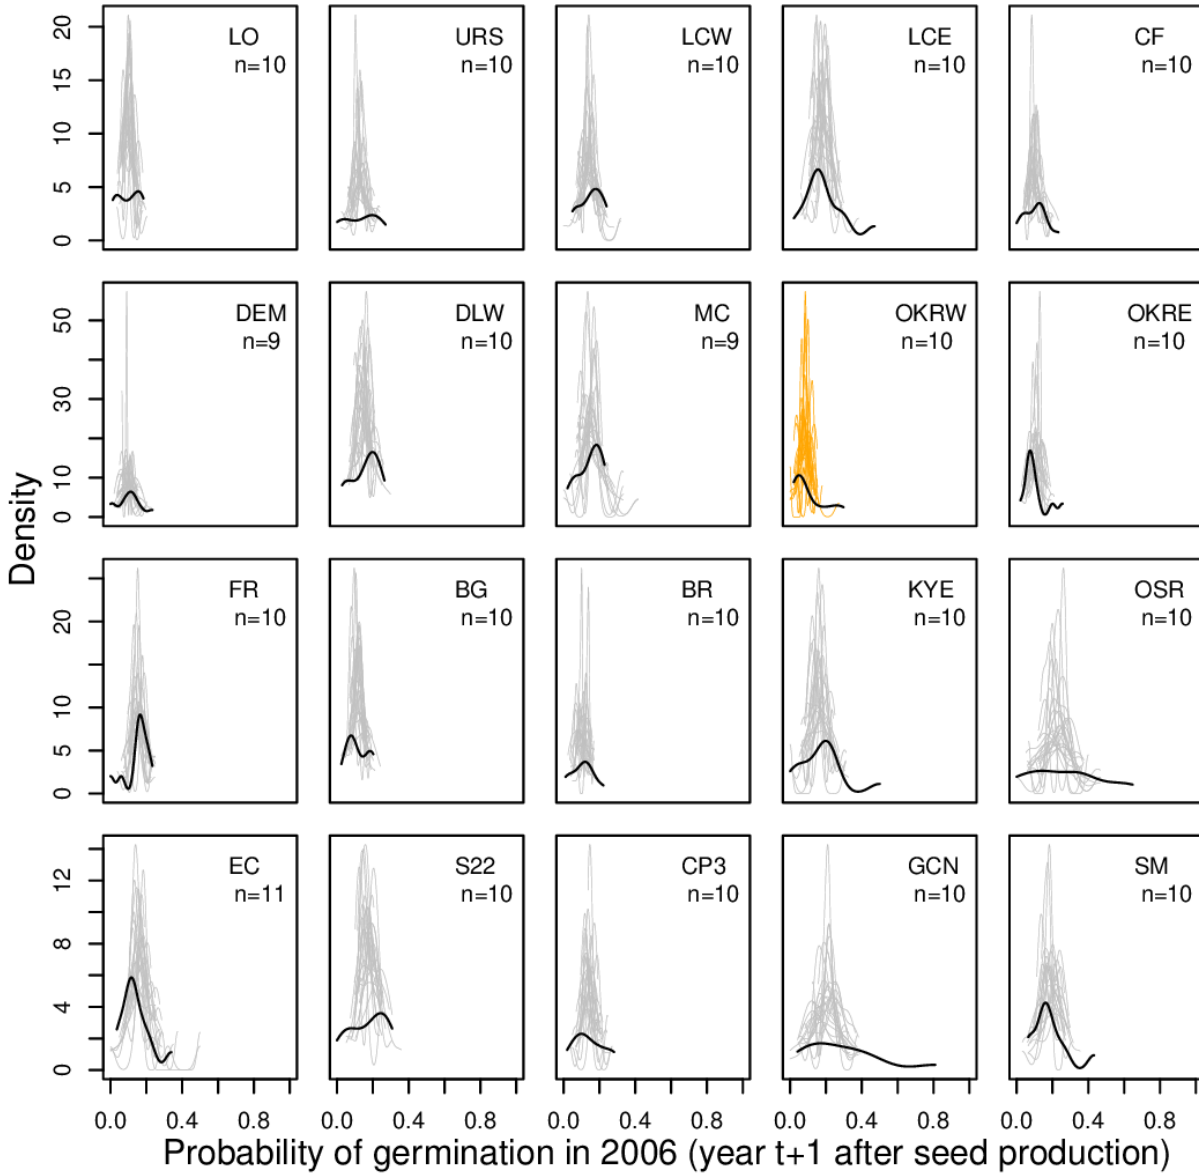 LO URS LCW LCE CF
n=10 n=10 n=10 n=10 n=10
20
15
10
5
0
DEM DLW MC OKRW OKRE
n=9 n=10 n=9 n=10 n=10
50
30
10
0
Density
FR BG BR KYE OSR
n=10 n=10 n=10 n=10 n=10
20
10
5
0
EC S22 CP3 GCN SM
n=11 n=10 n=10 n=10 n=10
12
8
4
0
0.0 0.4 0.8 0.0 0.4 0.8 0.0 0.4 0.8 0.0 0.4 0.8 0.0 0.4 0.8
Probability of germination in 2006 (year t+1 after seed production)